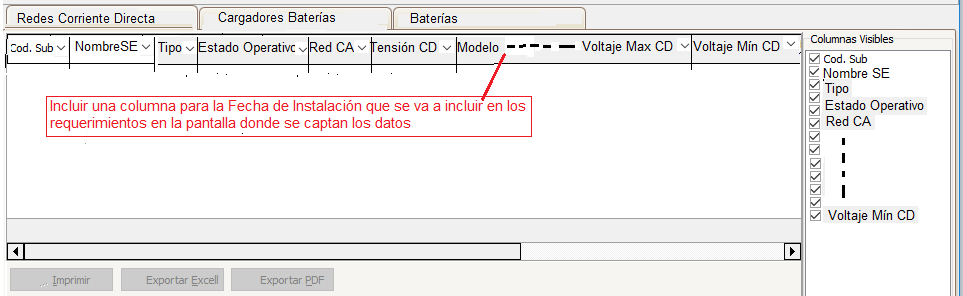 Redes Corriente Directa Cargadores Baterías Baterías
Cod. Sub NombreSE Tipo Estado Operativo Red CA Tensión CD Modelo Voltaje Max CD Voltaje Mín CD
Incluir una columna para la Fecha de Instalación que se va a incluir en los
requerimientos en la pantalla donde se captan los datos
Columnas Visibles
Cod. Sub
Nombre SE
Tipo
Estado Operativo
Red CA
Voltaje Mín CD
... Imprimir Exportar Excell Exportar PDF